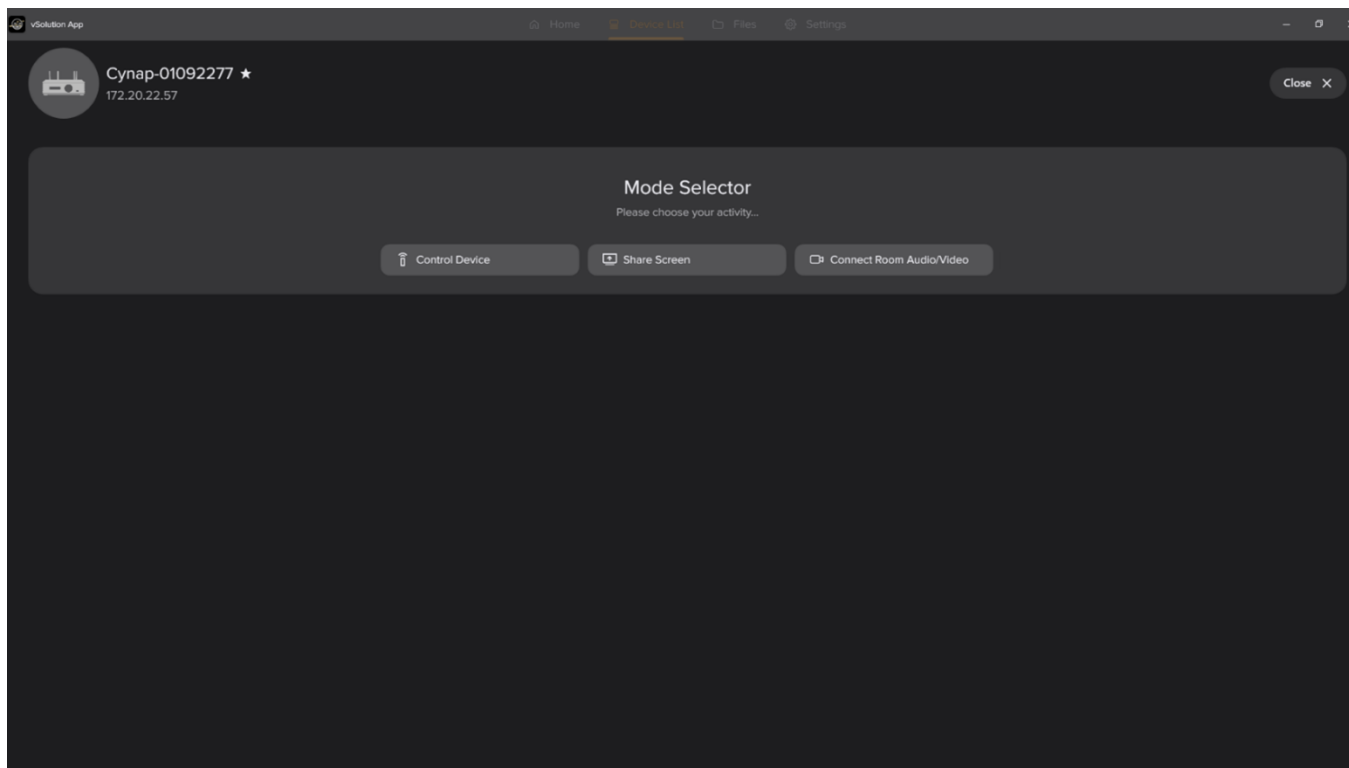 vSolution App
Home Device List Files Settings
Cynap-01092277
172.20.22.57
Close
Mode Selector
Please choose your activity...
Control Device Share Screen Connect Room Audio/Video